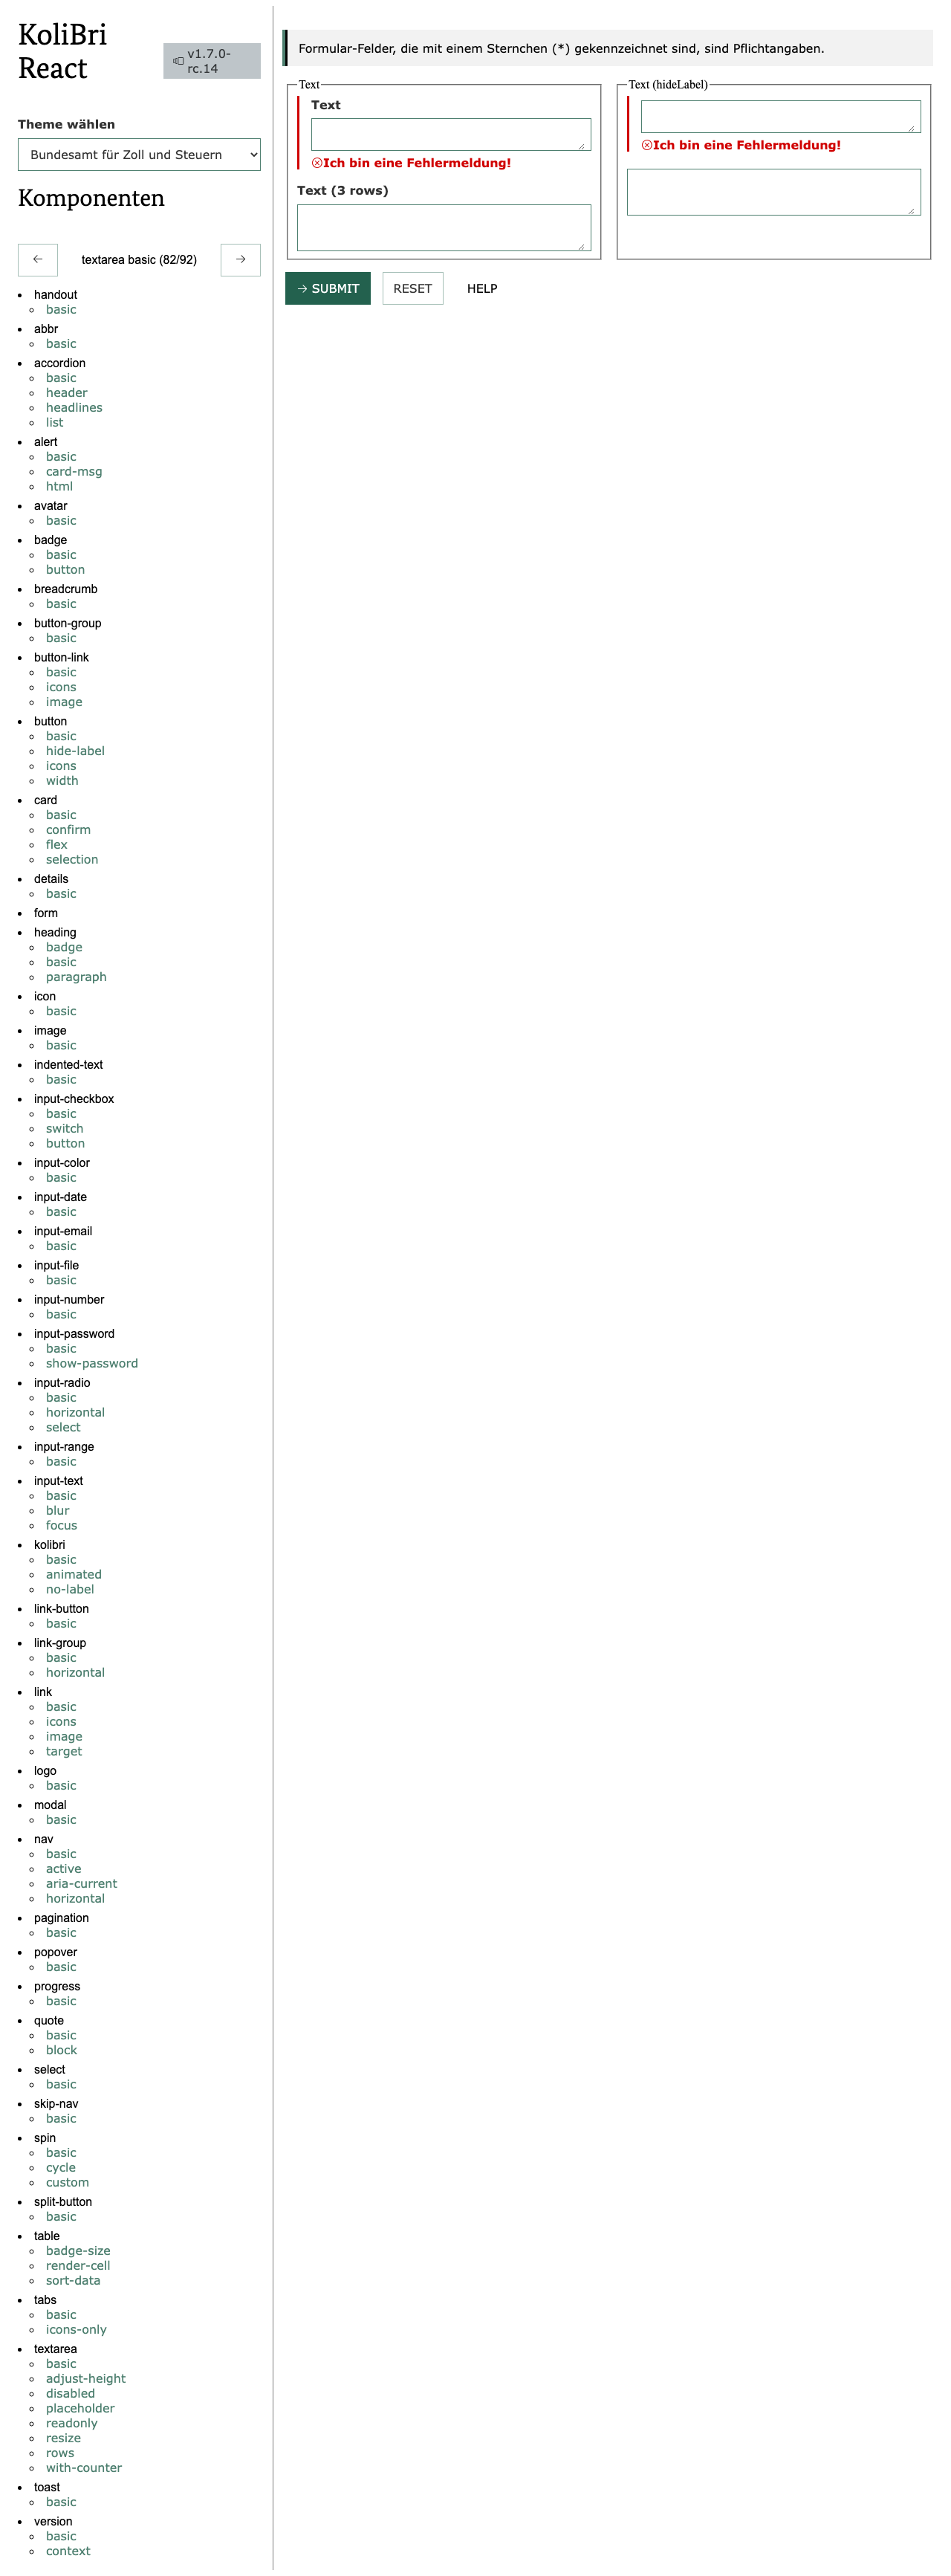 KoliBri
React
v1.7.0-
rc.14
Theme wählen
Bundesamt für Zoll und Steuern
Komponenten
← textarea basic (82/92) →
handout
basic
abbr
basic
accordion
basic
header
headlines
list
alert
basic
card-msg
html
avatar
basic
badge
basic
button
breadcrumb
basic
button-group
basic
button-link
basic
icons
image
button
basic
hide-label
icons
width
card
basic
confirm
flex
selection
details
basic
form
heading
badge
basic
paragraph
icon
basic
image
basic
indented-text
basic
input-checkbox
basic
switch
button
input-color
basic
input-date
basic
input-email
basic
input-file
basic
input-number
basic
input-password
basic
show-password
input-radio
basic
horizontal
select
input-range
basic
input-text
basic
blur
focus
kolibri
basic
animated
no-label
link-button
basic
link-group
basic
horizontal
link
basic
icons
image
target
logo
basic
modal
basic
nav
basic
active
aria-current
horizontal
pagination
basic
popover
basic
progress
basic
quote
basic
block
select
basic
skip-nav
basic
spin
basic
cycle
custom
split-button
basic
table
badge-size
render-cell
sort-data
tabs
basic
icons-only
textarea
basic
adjust-height
disabled
placeholder
readonly
resize
rows
with-counter
toast
basic
version
basic
context
Formular-Felder, die mit einem Sternchen (*) gekennzeichnet sind, sind Pflichtangaben.
Text
Text
Ich bin eine Fehlermeldung!
Text (3 rows)
Text (hideLabel)
Ich bin eine Fehlermeldung!
→ SUBMIT RESET HELP